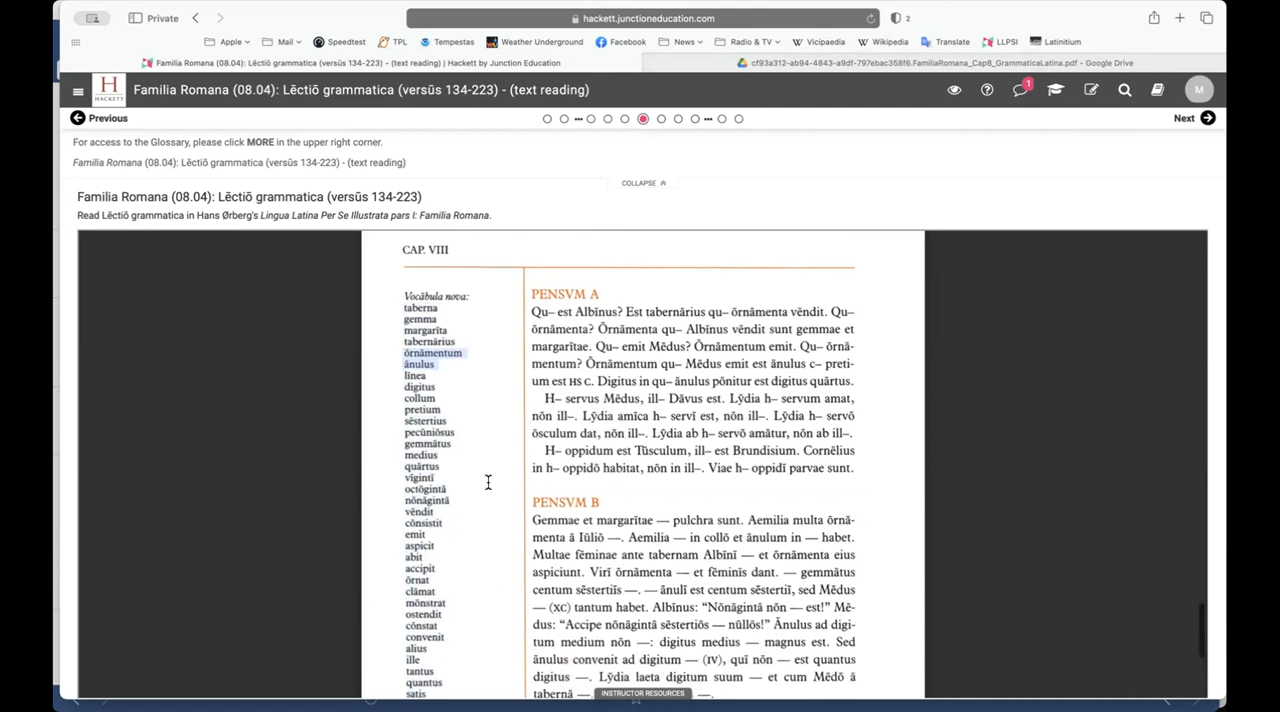 Private
hackett.junctioneducation.com
2
Apple
Mail
Speedtest
TPL
Tempestas
Weather Underground
Facebook
News
Radio & TV
Vicipaedia
Wikipedia
Translate
LLPSI
Latinitium
Familia Romana (08.04): Lēctiō grammatica (versūs 134-223) - (text reading) | Hackett by Junction Education
cf93a312-ab94-4843-a9df-797ebac358f6.FamiliaRomana_Cap8_GrammaticaLatina.pdf - Google Drive
H
HACKETT
Familia Romana (08.04): Lēctiō grammatica (versūs 134-223) - (text reading)
1
M
Previous
Next
For access to the Glossary, please click MORE in the upper right corner.
Familia Romana (08.04): Lēctiō grammatica (versūs 134-223) - (text reading)
COLLAPSE
Familia Romana (08.04): Lēctiō grammatica (versūs 134-223)
Read Lēctiō grammatica in Hans Ørberg's Lingua Latina Per Se Illustrata pars I: Familia Romana.
CAP. VIII
Vocābula nova:
taberna
gemma
margarīta
tabernārius
ōrnāmentum
ānulus
līnea
digitus
collum
pretium
sēstertius
pecūniōsus
gemmātus
medius
quārtus
vīgintī
octōgintā
nōnāgintā
vēndit
cōnsistit
emit
aspicit
abit
accipit
ōrnat
clāmat
mōnstrat
ostendit
cōnstat
convenit
alius
ille
tantus
quantus
satis
PENSVM A
Qu– est Albīnus? Est tabernārius qu– ōrnāmenta vēndit. Qu–
ōrnāmenta? Ōrnāmenta qu– Albīnus vēndit sunt gemmae et
margarītae. Qu– emit Mēdus? Ōrnāmentum emit. Qu– ōrnā-
mentum? Ōrnāmentum qu– Mēdus emit est ānulus c– preti-
um est HS C. Digitus in qu– ānulus pōnitur est digitus quārtus.
H– servus Mēdus, ill– Dāvus est. Lȳdia h– servum amat,
nōn ill–. Lȳdia amīca h– servī est, nōn ill–. Lȳdia h– servō
ōsculum dat, nōn ill–. Lȳdia ab h– servō amātur, nōn ab ill–.
H– oppidum est Tūsculum, ill– est Brundisium. Cornēlius
in h– oppidō habitat, nōn in ill–. Viae h– oppidī parvae sunt.
PENSVM B
Gemmae et margarītae — pulchra sunt. Aemilia multa ōrnā-
menta ā Iūliō —. Aemilia — in collō et ānulum in — habet.
Multae fēminae ante tabernam Albīnī — et ōrnāmenta eius
aspiciunt. Virī ōrnāmenta — et fēminīs dant. — gemmātus
centum sēstertiīs —. — ānulī est centum sēstertiī, sed Mēdus
— (XC) tantum habet. Albīnus: “Nōnāgintā nōn — est!” Mē-
dus: “Accipe nōnāgintā sēstertiōs — nūllōs!” Ānulus ad digi-
tum medium nōn —: digitus medius — magnus est. Sed
ānulus convenit ad digitum — (IV), quī nōn — est quantus
digitus —. Lȳdia laeta digitum suum — et cum Mēdō ā
tabernā —. —.
INSTRUCTOR RESOURCES